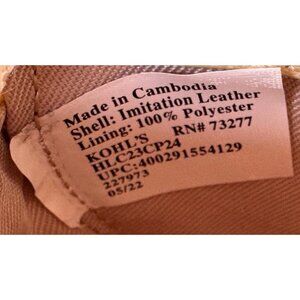 Made in Cambodia
Shell: Imitation Leather
Lining: 100% Polyester
KOHL'S RN# 73277
HLC23CP24
UPC:400291554129
227973
05/22